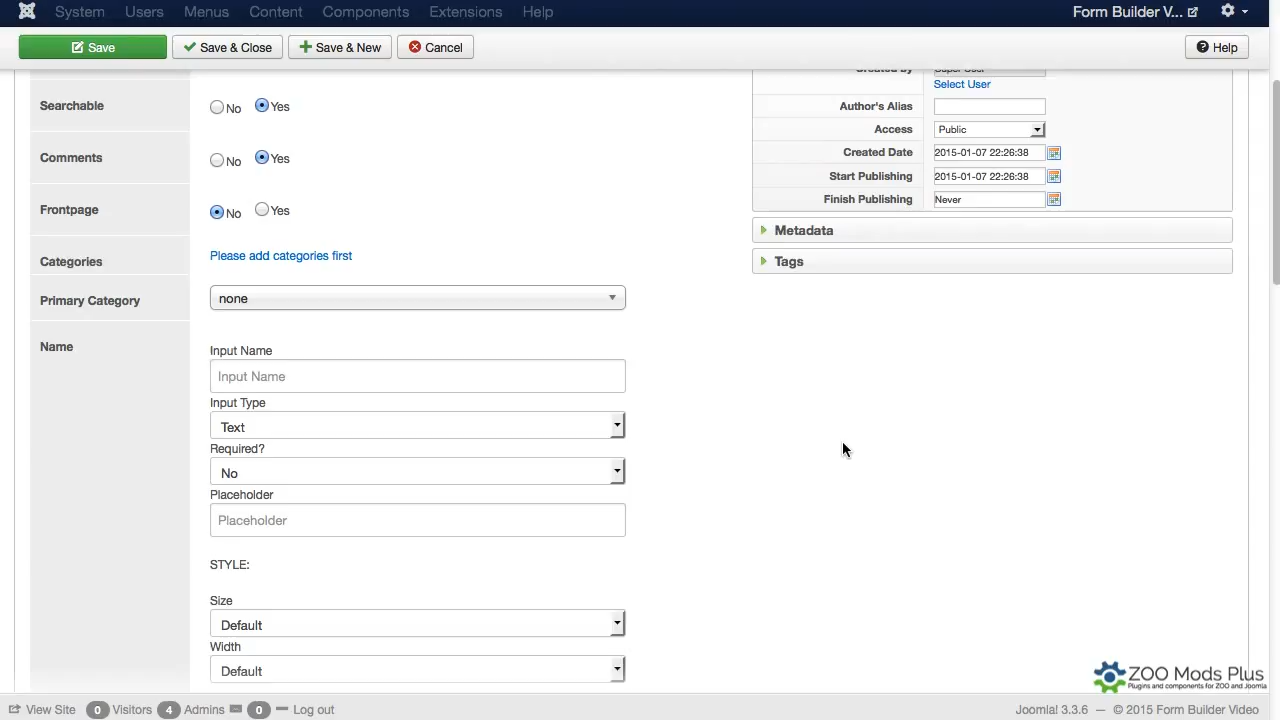 System Users Menus Content Components Extensions Help Form Builder V...
Save Save & Close Save & New Cancel Help
Created by Super User
Select User
Searchable No Yes
Author's Alias
Access Public
Comments No Yes
Created Date 2015-01-07 22:26:38
Start Publishing 2015-01-07 22:26:38
Frontpage No Yes
Finish Publishing Never
Metadata
Categories Please add categories first
Tags
Primary Category none
Name
Input Name
Input Name
Input Type
Text
Required?
No
Placeholder
Placeholder
STYLE:
Size
Default
Width
Default
ZOO Mods Plus
Plugins and components for ZOO and Joomla
View Site 0 Visitors 4 Admins 0 Log out Joomla! 3.3.6 — © 2015 Form Builder Video